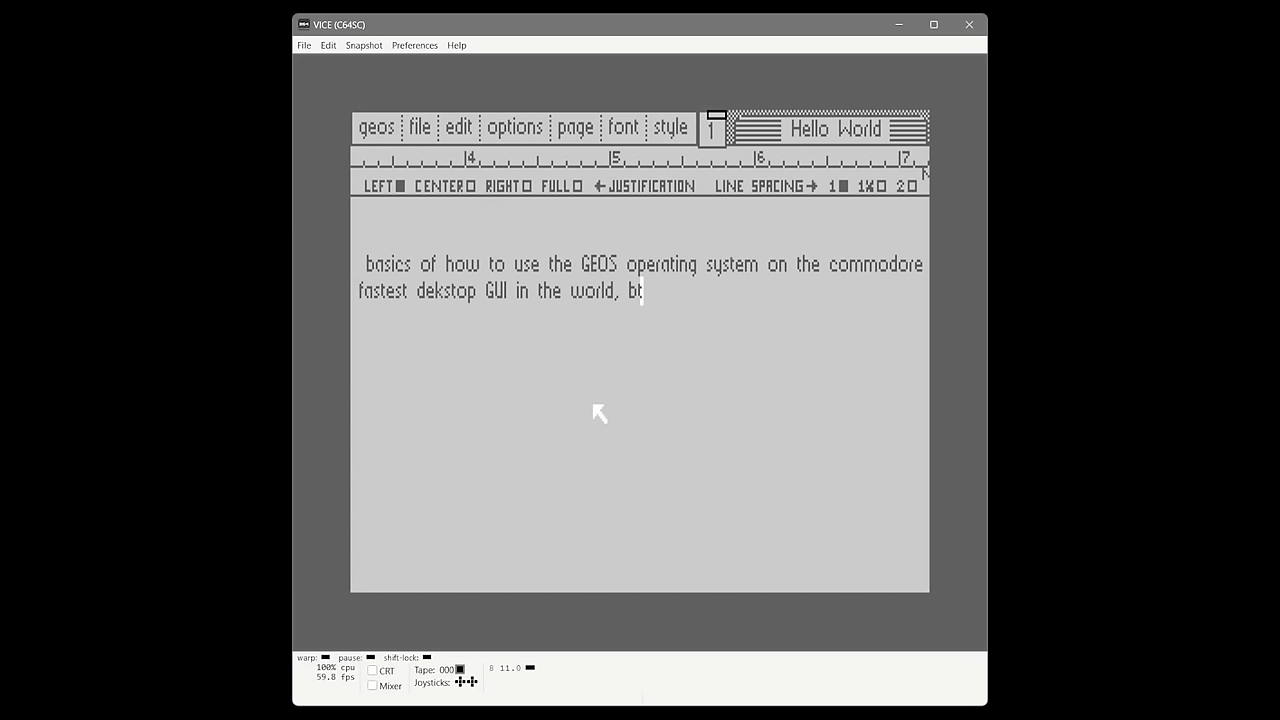 VICE (C64SC)
File Edit Snapshot Preferences Help
geos file edit options page font style 1 Hello World
4 5 6 7
LEFT CENTER RIGHT FULL ←JUSTIFICATION LINE SPACING→ 1 1½ 2
basics of how to use the GEOS operating system on the commodore
fastest dekstop GUI in the world, bt
warp: pause: shift-lock:
100% cpu
59.8 fps
CRT
Mixer
Tape: 000
Joysticks:
8 11.0